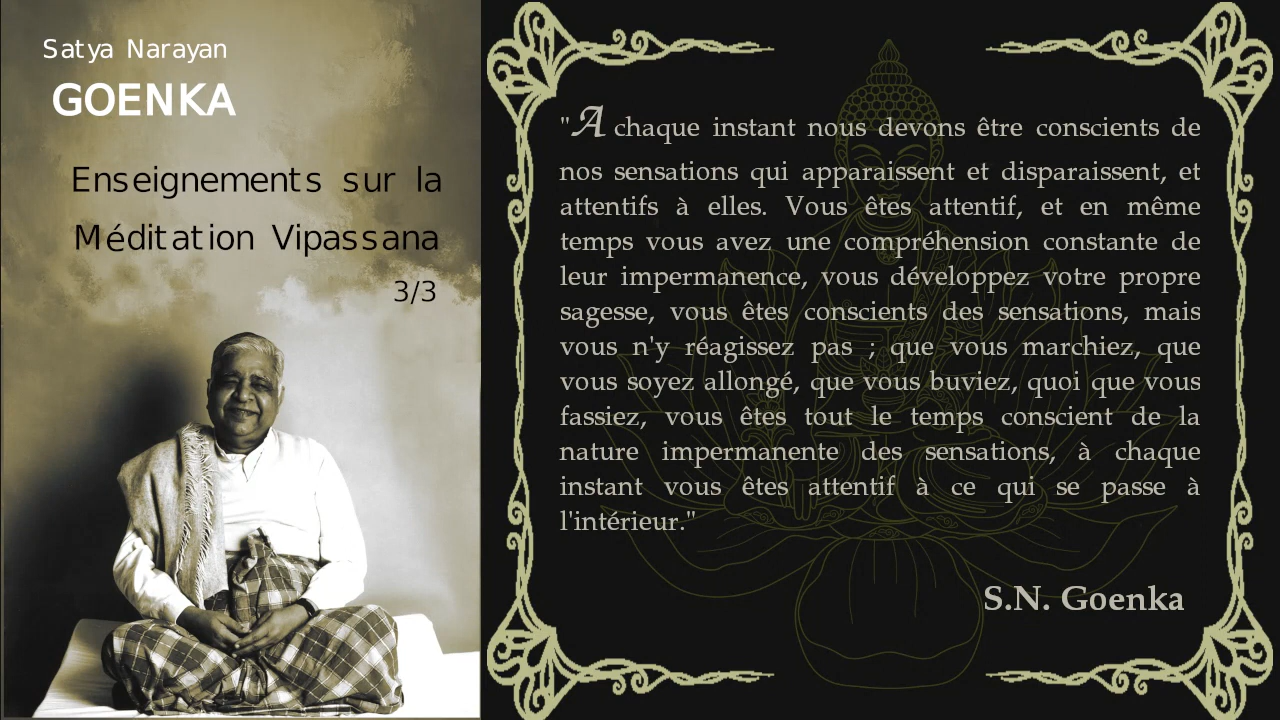 Satya Narayan
GOENKA
Enseignements sur la
Méditation Vipassana
3/3
"A chaque instant nous devons être conscients de
nos sensations qui apparaissent et disparaissent, et
attentifs à elles. Vous êtes attentif, et en même
temps vous avez une compréhension constante de
leur impermanence, vous développez votre propre
sagesse, vous êtes conscients des sensations, mais
vous n'y réagissez pas ; que vous marchiez, que
vous soyez allongé, que vous buviez, quoi que vous
fassiez, vous êtes tout le temps conscient de la
nature impermanente des sensations, à chaque
instant vous êtes attentif à ce qui se passe à
l'intérieur."
S.N. Goenka